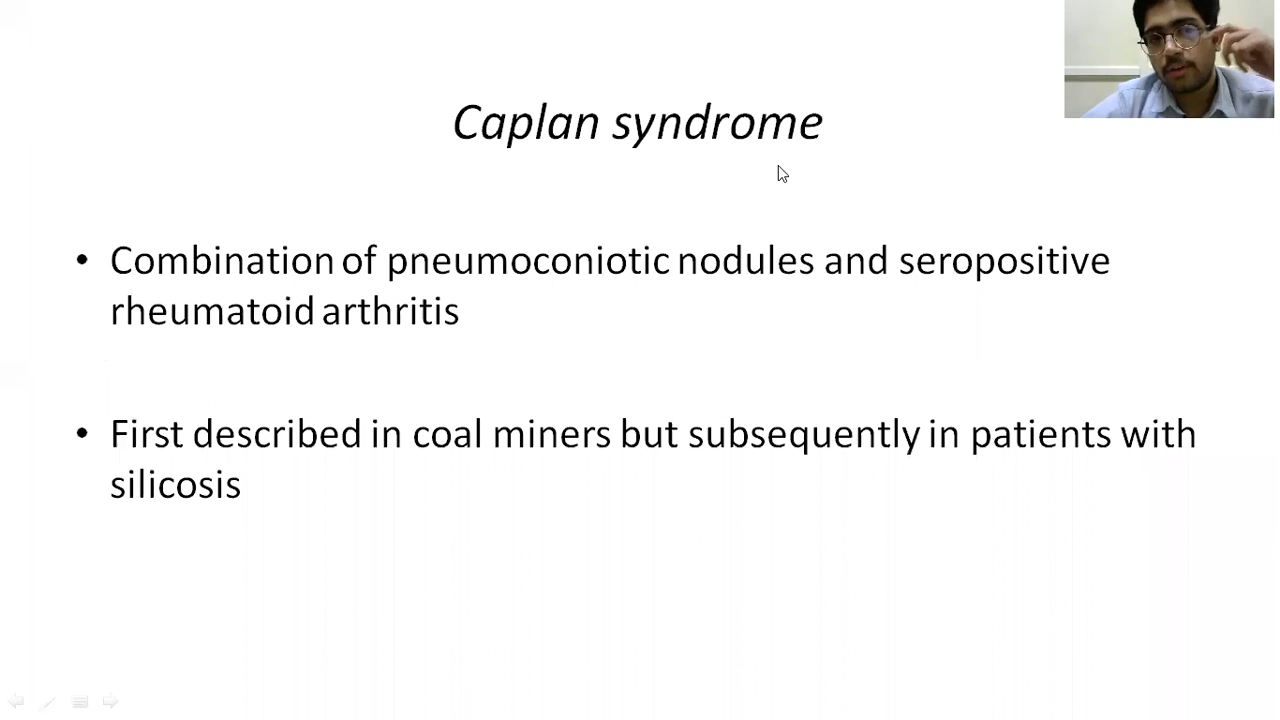 Caplan syndrome
• Combination of pneumoconiotic nodules and seropositive
rheumatoid arthritis
• First described in coal miners but subsequently in patients with
silicosis